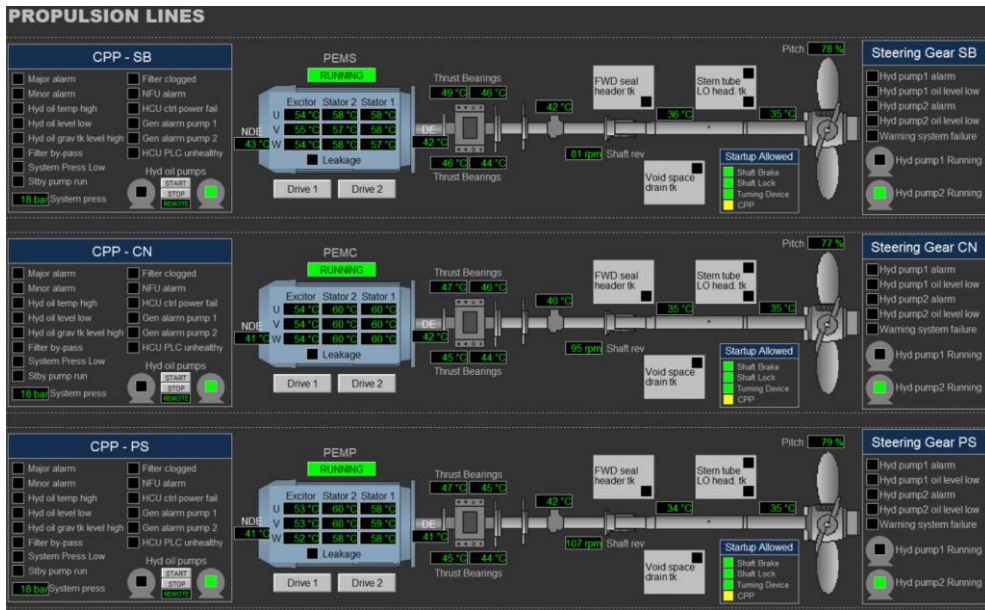 PROPULSION LINES
CPP - SB
Major alarm Filter clogged
Minor alarm NFU alarm
Hyd oil temp high HCU ctrl power fail
Hyd oil level low Gen alarm pump 1
Hyd oil grav tk level high Gen alarm pump 2
Filter by-pass HCU PLC unhealthy
System Press Low Hyd oil pumps
Stby pump run START
STOP
REMOTE
18 bar System press
PEMS
RUNNING
Excitor Stator 2 Stator 1
U 54 °C 58 °C 58 °C
V 55 °C 57 °C 58 °C
W 54 °C 58 °C 57 °C
Leakage
NDE
43 °C
DE
42 °C
Drive 1 Drive 2
Thrust Bearings
49 °C 46 °C
46 °C 44 °C
Thrust Bearings
42 °C
81 rpm Shaft rev
FWD seal
header tk
Stern tube
LO head. tk
36 °C 35 °C
Void space
drain tk
Startup Allowed
Shaft Brake
Shaft Lock
Turning Device
CPP
Pitch 78 %
Steering Gear SB
Hyd pump1 alarm
Hyd pump1 oil level low
Hyd pump2 alarm
Hyd pump2 oil level low
Warning system failure
Hyd pump1 Running
Hyd pump2 Running
CPP - CN
Major alarm Filter clogged
Minor alarm NFU alarm
Hyd oil temp high HCU ctrl power fail
Hyd oil level low Gen alarm pump 1
Hyd oil grav tk level high Gen alarm pump 2
Filter by-pass HCU PLC unhealthy
System Press Low Hyd oil pumps
Stby pump run START
STOP
REMOTE
18 bar System press
PEMC
RUNNING
Excitor Stator 2 Stator 1
U 54 °C 60 °C 60 °C
V 54 °C 60 °C 60 °C
W 54 °C 60 °C 60 °C
Leakage
NDE
41 °C
DE
42 °C
Drive 1 Drive 2
Thrust Bearings
47 °C 46 °C
45 °C 44 °C
Thrust Bearings
40 °C
95 rpm Shaft rev
FWD seal
header tk
Stern tube
LO head. tk
35 °C 35 °C
Void space
drain tk
Startup Allowed
Shaft Brake
Shaft Lock
Turning Device
CPP
Pitch 77 %
Steering Gear CN
Hyd pump1 alarm
Hyd pump1 oil level low
Hyd pump2 alarm
Hyd pump2 oil level low
Warning system failure
Hyd pump1 Running
Hyd pump2 Running
CPP - PS
Major alarm Filter clogged
Minor alarm NFU alarm
Hyd oil temp high HCU ctrl power fail
Hyd oil level low Gen alarm pump 1
Hyd oil grav tk level high Gen alarm pump 2
Filter by-pass HCU PLC unhealthy
System Press Low Hyd oil pumps
Stby pump run START
STOP
REMOTE
18 bar System press
PEMP
RUNNING
Excitor Stator 2 Stator 1
U 53 °C 60 °C 58 °C
V 53 °C 60 °C 59 °C
W 52 °C 58 °C 58 °C
Leakage
NDE
41 °C
DE
41 °C
Drive 1 Drive 2
Thrust Bearings
47 °C 45 °C
45 °C 44 °C
Thrust Bearings
42 °C
107 rpm Shaft rev
FWD seal
header tk
Stern tube
LO head. tk
34 °C 35 °C
Void space
drain tk
Startup Allowed
Shaft Brake
Shaft Lock
Turning Device
CPP
Pitch 79 %
Steering Gear PS
Hyd pump1 alarm
Hyd pump1 oil level low
Hyd pump2 alarm
Hyd pump2 oil level low
Warning system failure
Hyd pump1 Running
Hyd pump2 Running